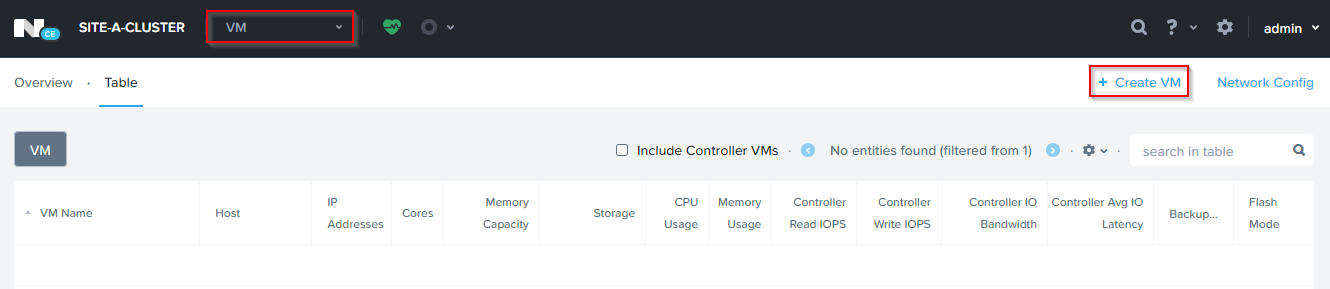 N CE SITE-A-CLUSTER VM ? admin
Overview · Table + Create VM Network Config
VM Include Controller VMs · No entities found (filtered from 1) · · search in table
VM Name Host IP Addresses Cores Memory Capacity Storage CPU Usage Memory Usage Controller Read IOPS Controller Write IOPS Controller IO Bandwidth Controller Avg IO Latency Backup... Flash Mode